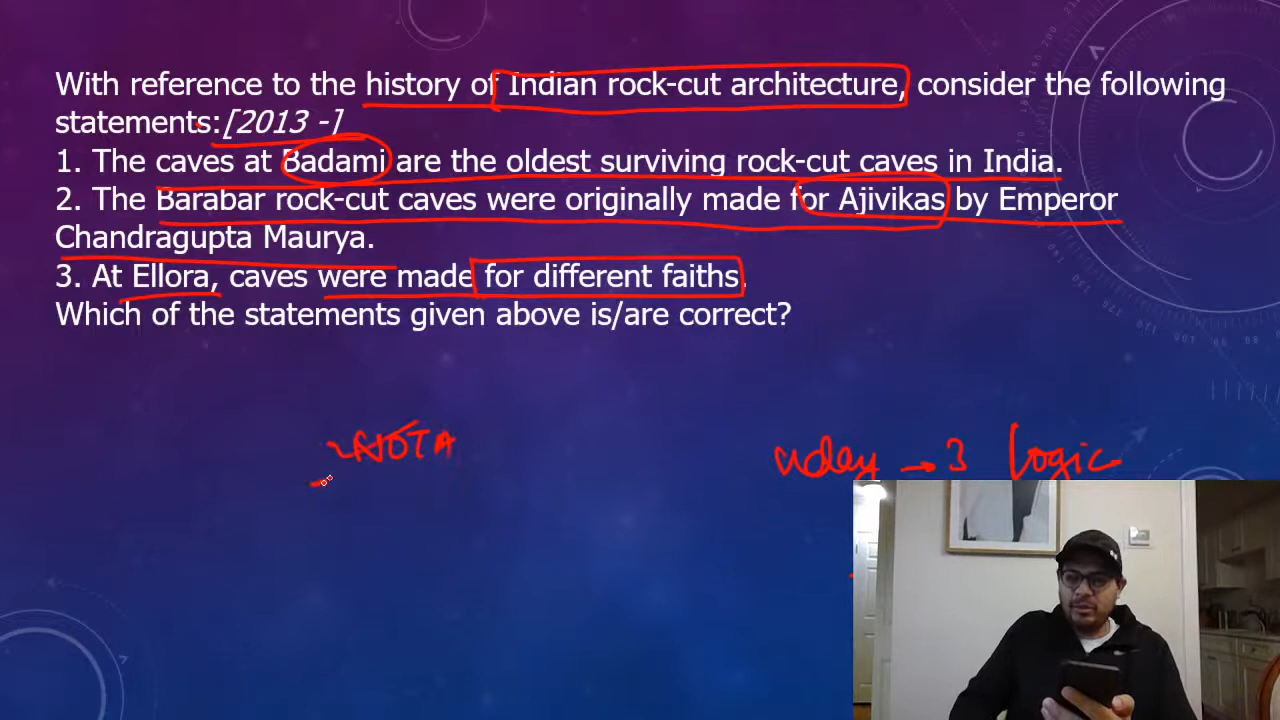 With reference to the history of Indian rock-cut architecture, consider the following
statements:[2013 -]
1. The caves at Badami are the oldest surviving rock-cut caves in India.
2. The Barabar rock-cut caves were originally made for Ajivikas by Emperor
Chandragupta Maurya.
3. At Ellora, caves were made for different faiths.
Which of the statements given above is/are correct?
NOTA
uday → 3 Logic